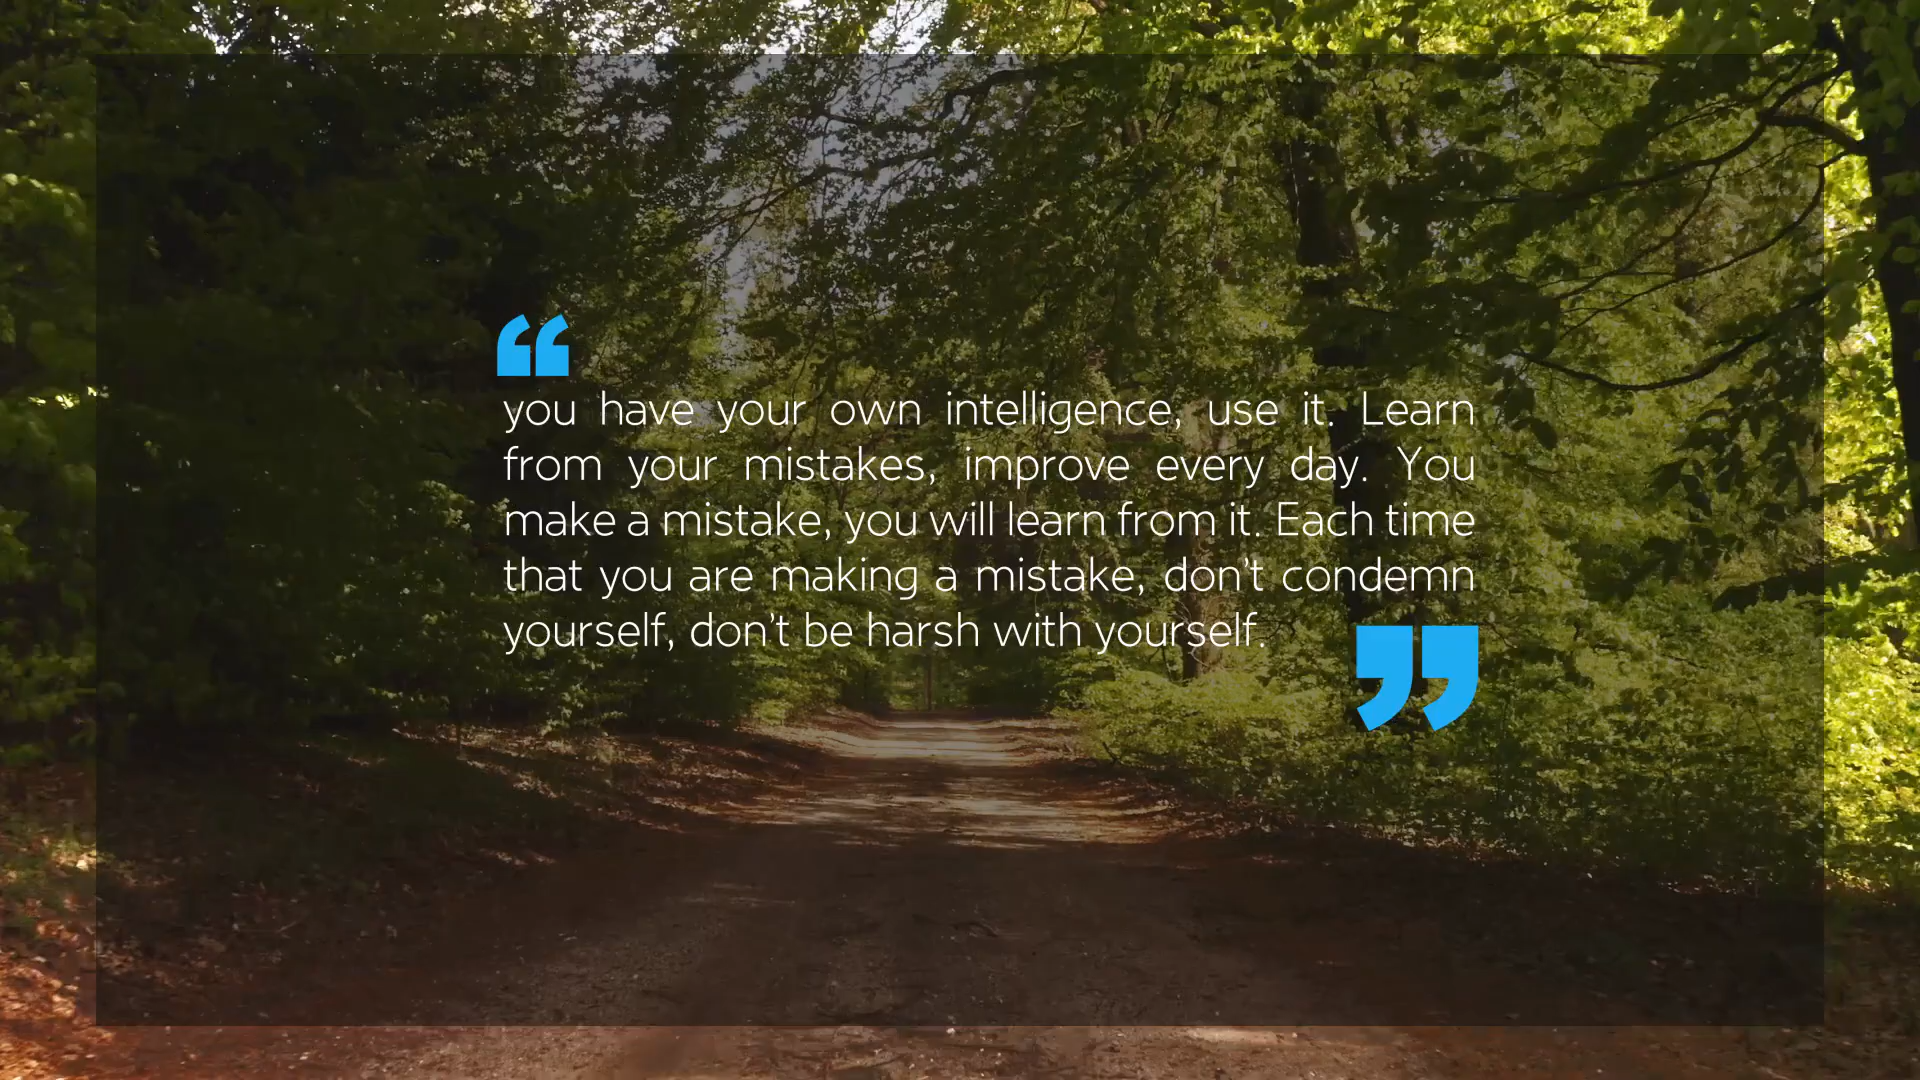 “
you have your own intelligence, use it. Learn
from your mistakes, improve every day. You
make a mistake, you will learn from it. Each time
that you are making a mistake, don't condemn
yourself, don't be harsh with yourself.
”